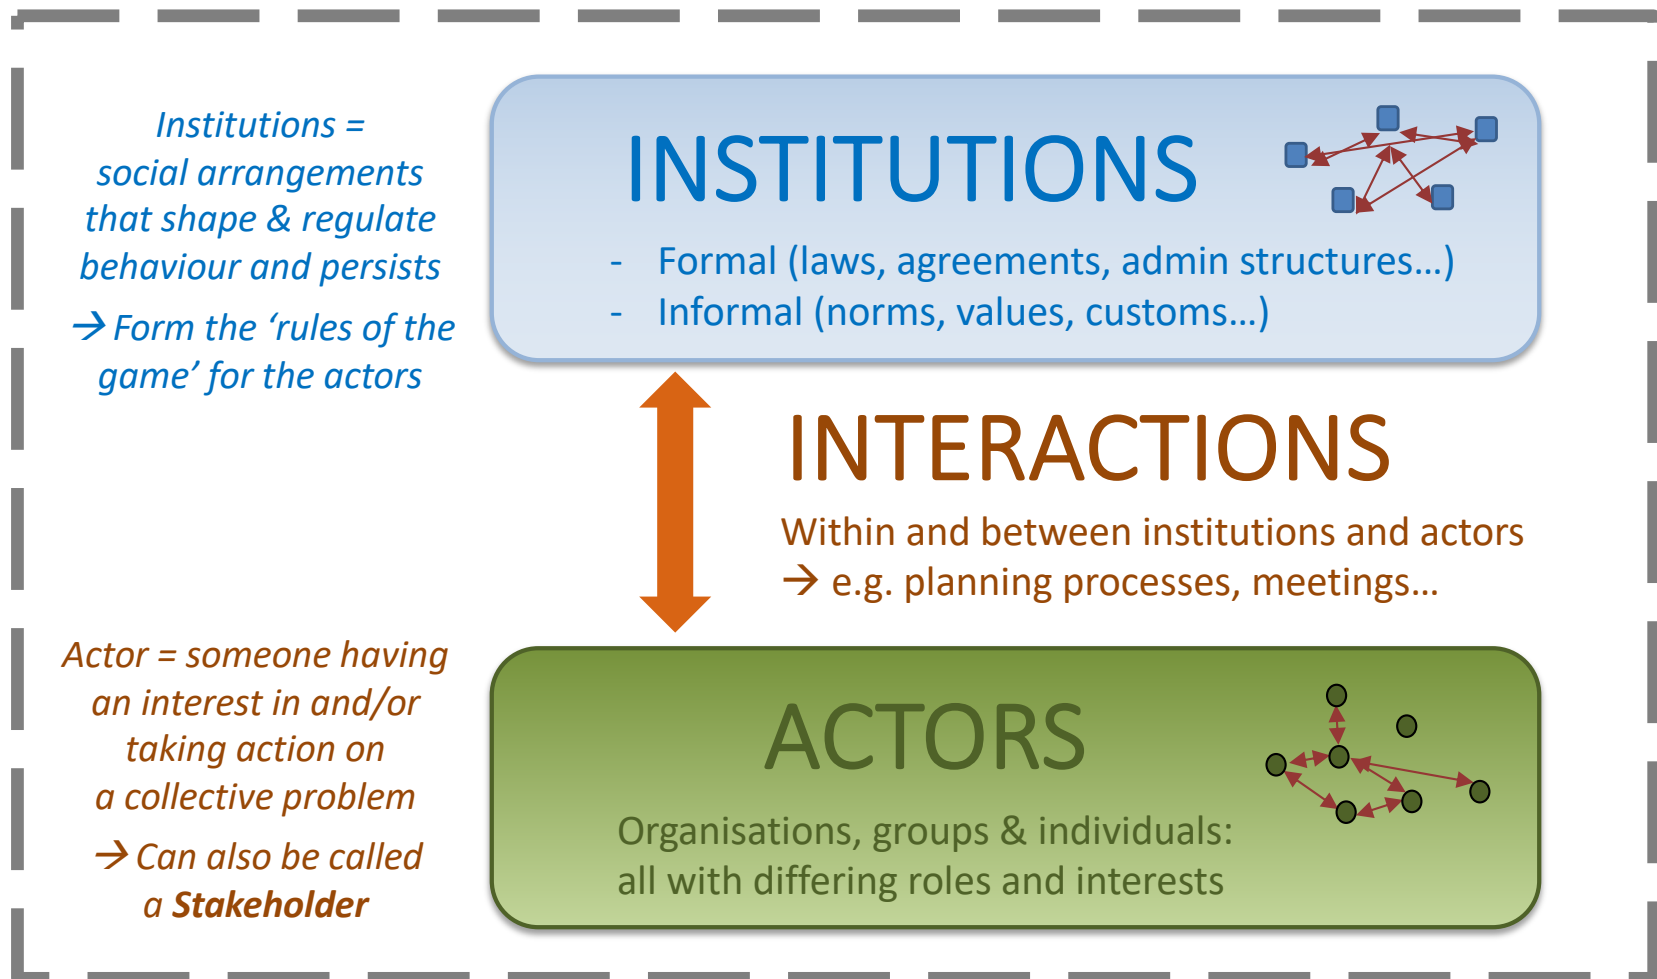 Institutions =
social arrangements
that shape & regulate
behaviour and persists
→ Form the ‘rules of the
game’ for the actors
INSTITUTIONS
- Formal (laws, agreements, admin structures…)
- Informal (norms, values, customs…)
INTERACTIONS
Within and between institutions and actors
→ e.g. planning processes, meetings…
Actor = someone having
an interest in and/or
taking action on
a collective problem
→ Can also be called
a Stakeholder
ACTORS
Organisations, groups & individuals:
all with differing roles and interests